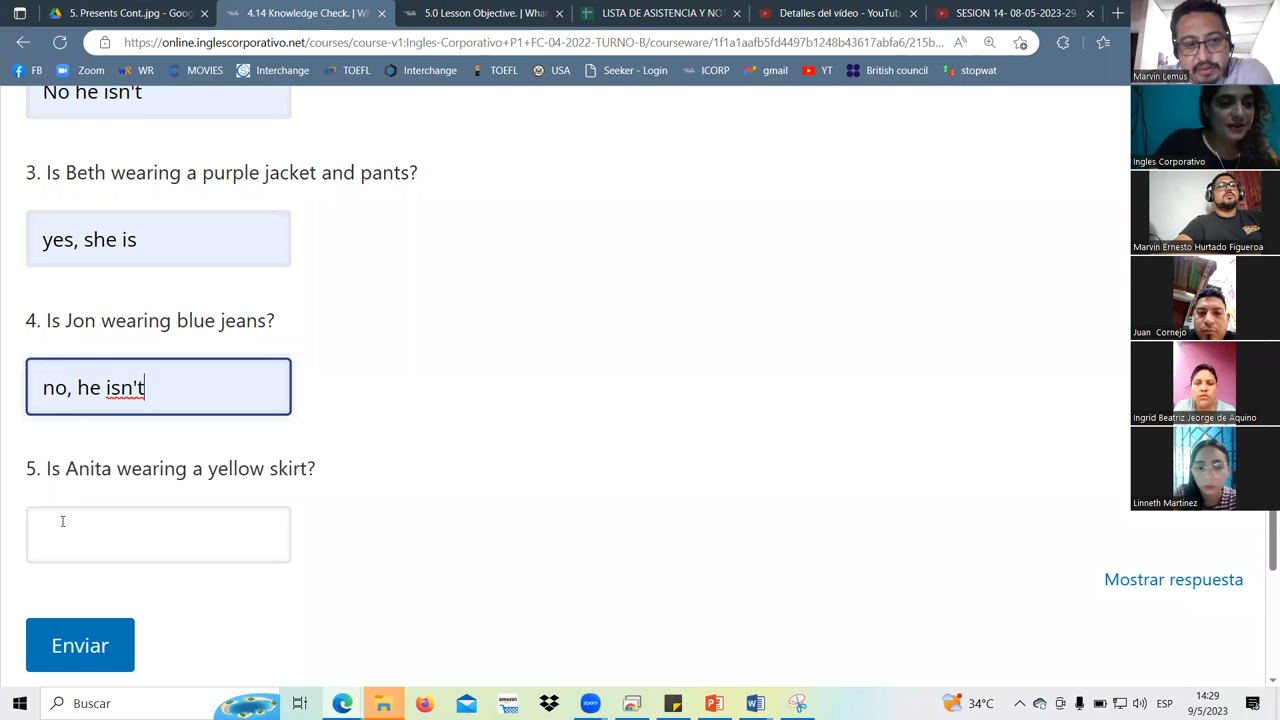 5. Presents Cont.jpg - Goog
4.14 Knowledge Check. | Wh
5.0 Lesson Objective. | What
LISTA DE ASISTENCIA Y NOT
Detalles del vídeo - YouTube
SESION 14- 08-05-2023-29
https://online.inglescorporativo.net/courses/course-v1:Ingles-Corporativo+P1+FC-04-2022-TURNO-B/courseware/1f1a1aafb5fd4497b1248b43617abfa6/215b...
FB
Zoom
WR
MOVIES
Interchange
TOEFL
Interchange
TOEFL
USA
Seeker - Login
ICORP
gmail
YT
British council
stopwat
No he isn't
3. Is Beth wearing a purple jacket and pants?
yes, she is
4. Is Jon wearing blue jeans?
no, he isn't
5. Is Anita wearing a yellow skirt?
Mostrar respuesta
Enviar
Marvin Lemus
Ingles Corporativo
Marvin Ernesto Hurtado Figueroa
Juan Cornejo
Ingrid Beatriz Jeorge de Aquino
Linneth Martinez
Buscar
34°C
ESP
14:29
9/5/2023